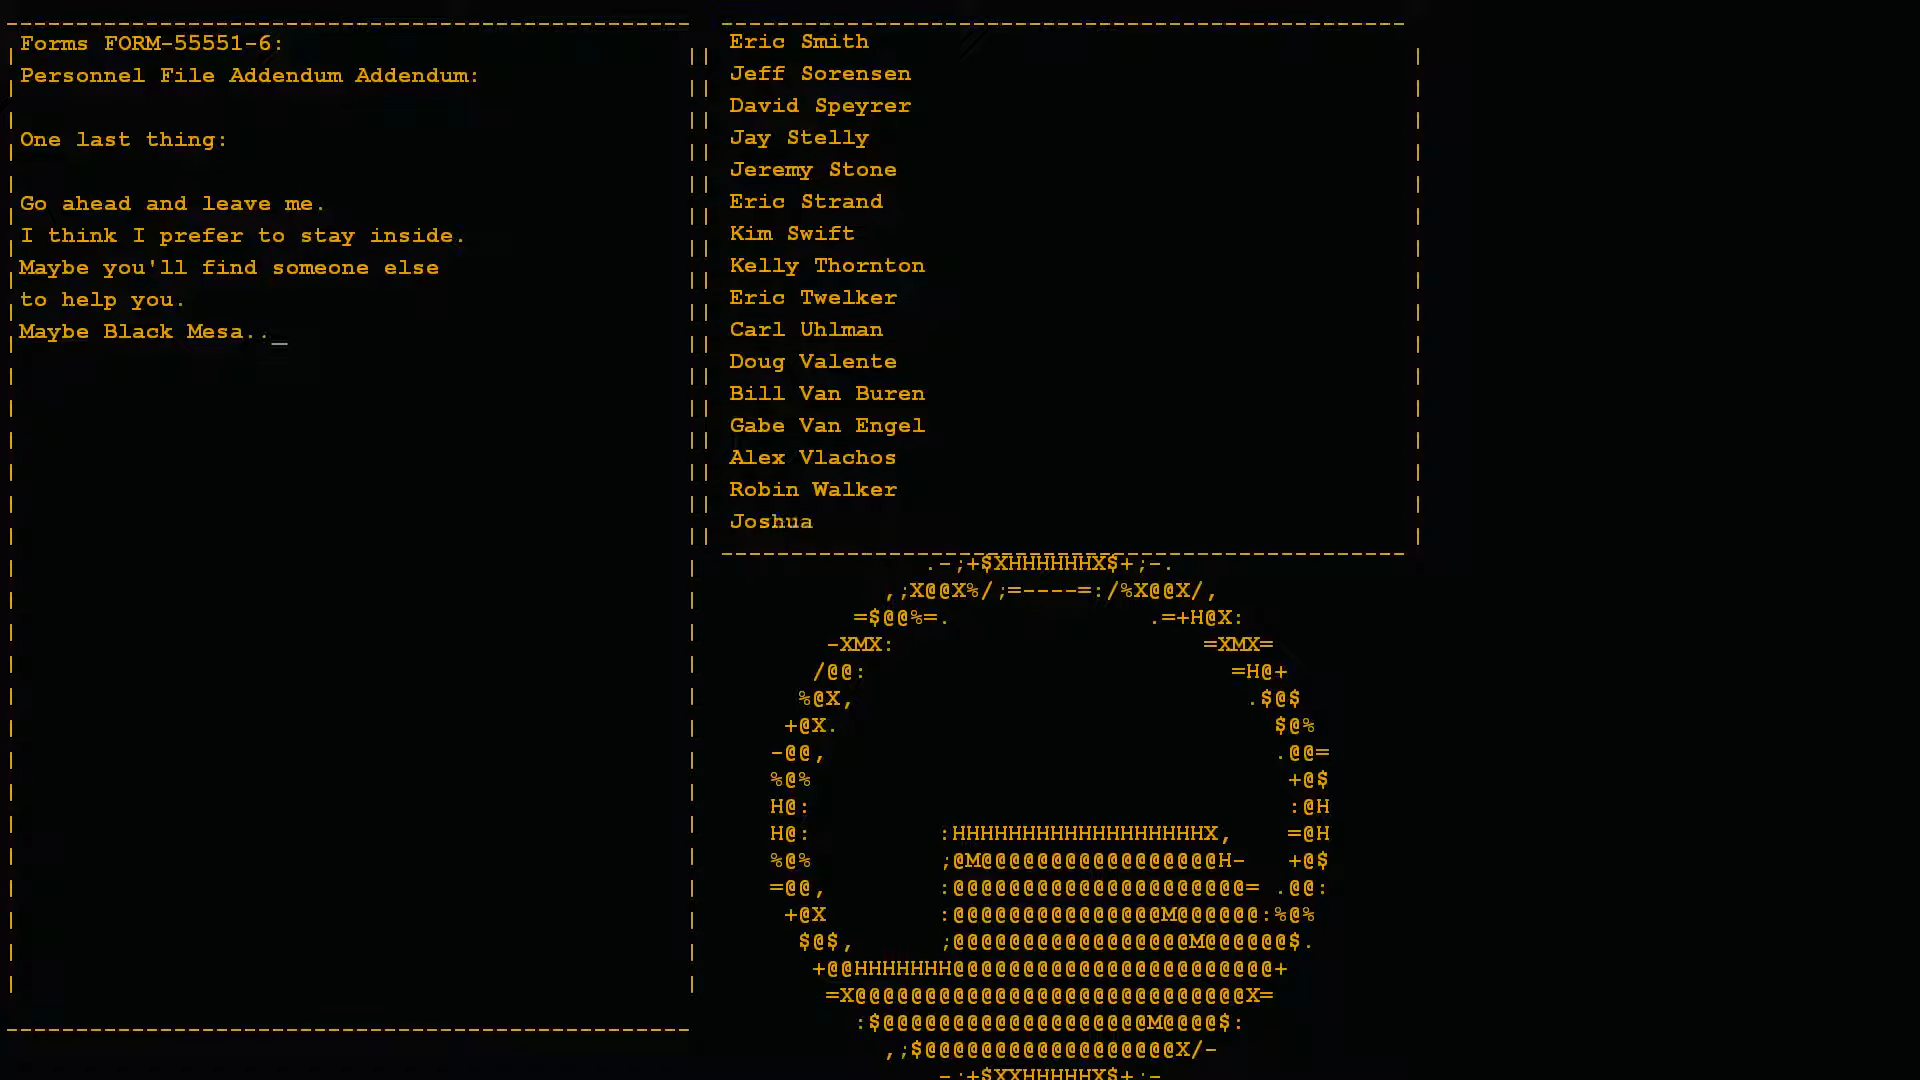 Forms FORM-55551-6:
Personnel File Addendum Addendum:
One last thing:
Go ahead and leave me.
I think I prefer to stay inside.
Maybe you'll find someone else
to help you.
Maybe Black Mesa.._
Eric Smith
Jeff Sorensen
David Speyrer
Jay Stelly
Jeremy Stone
Eric Strand
Kim Swift
Kelly Thornton
Eric Twelker
Carl Uhlman
Doug Valente
Bill Van Buren
Gabe Van Engel
Alex Vlachos
Robin Walker
Joshua